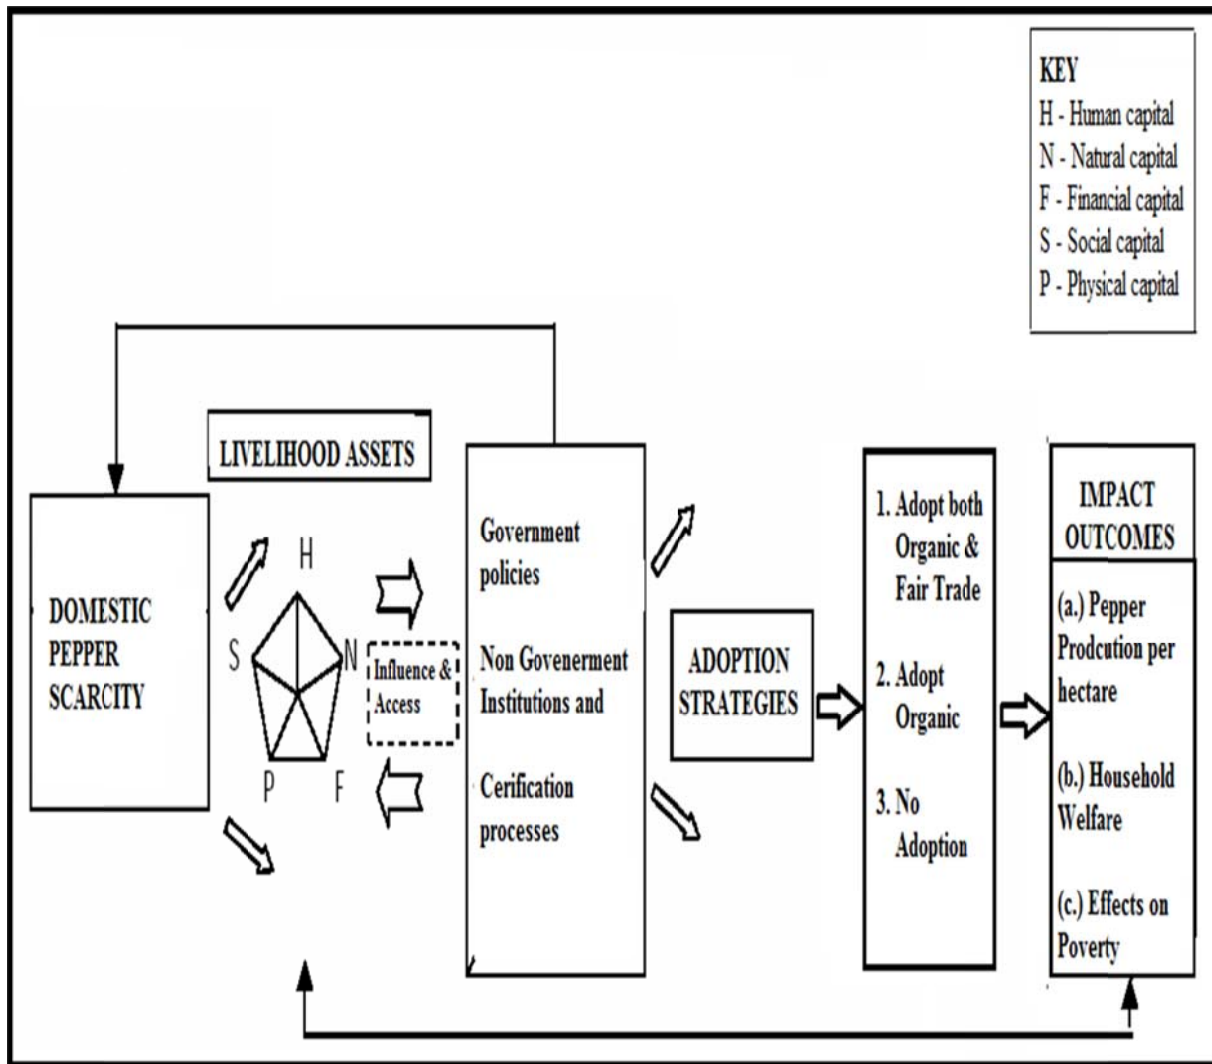 KEY
H - Human capital
N - Natural capital
F - Financial capital
S - Social capital
P - Physical capital
LIVELIHOOD ASSETS
DOMESTIC
PEPPER
SCARCITY
H
S
N
P
F
Influence &
Access
Government
policies
Non Govenerment
Institutions and
Cerification
processes
ADOPTION
STRATEGIES
1. Adopt both
Organic &
Fair Trade
2. Adopt
Organic
3. No
Adoption
IMPACT
OUTCOMES
(a.) Pepper
Prodcution per
hectare
(b.) Household
Welfare
(c.) Effects on
Poverty